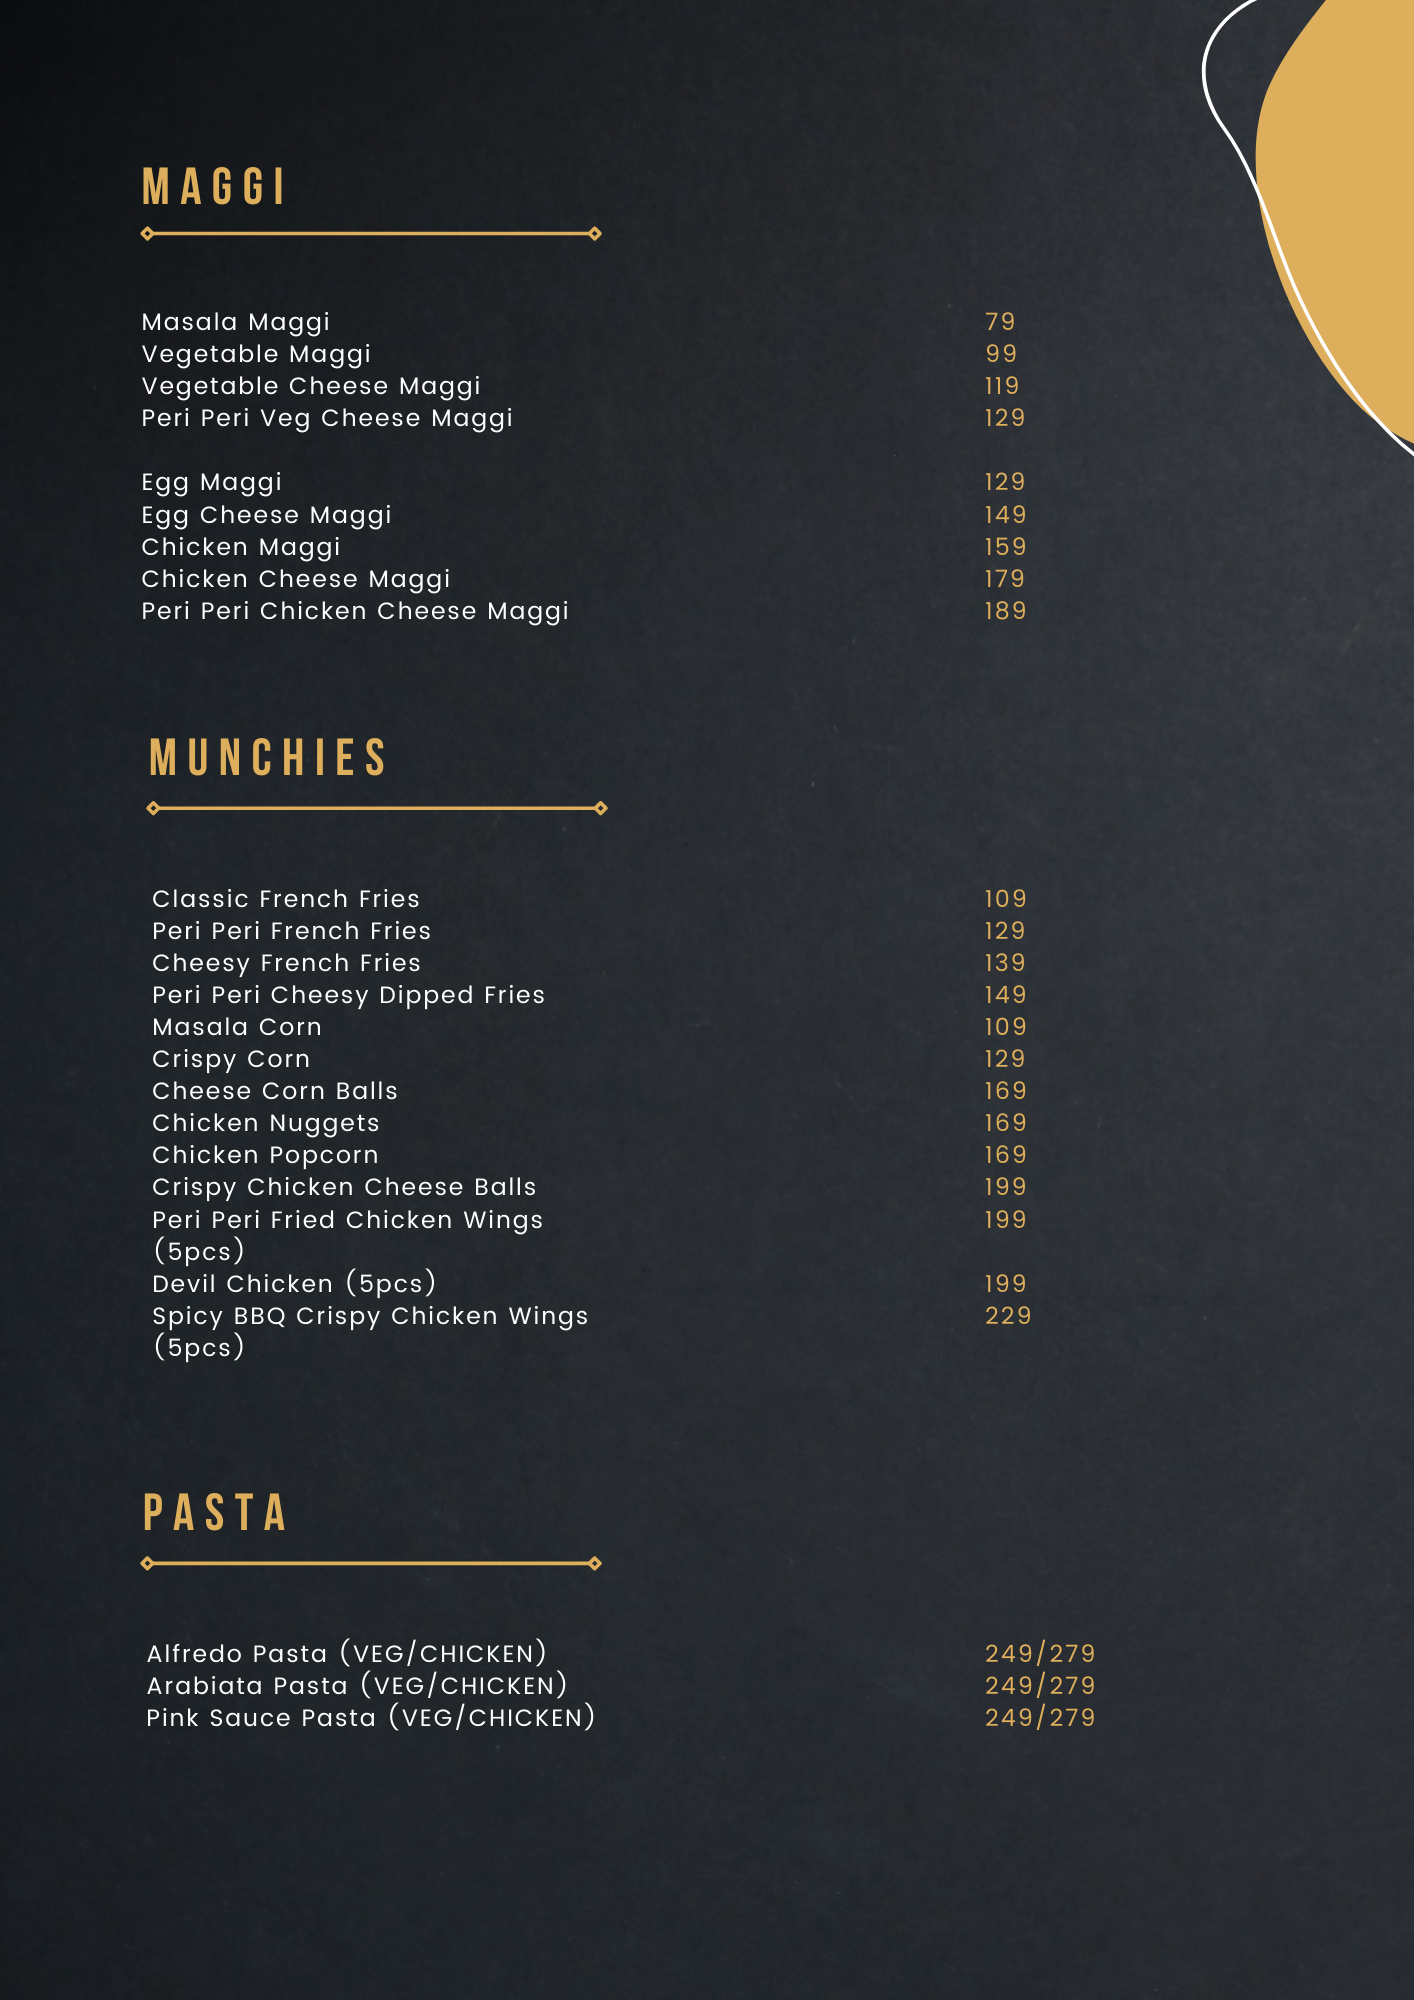 MAGGI
Masala Maggi 79
Vegetable Maggi 99
Vegetable Cheese Maggi 119
Peri Peri Veg Cheese Maggi 129
Egg Maggi 129
Egg Cheese Maggi 149
Chicken Maggi 159
Chicken Cheese Maggi 179
Peri Peri Chicken Cheese Maggi 189
MUNCHIES
Classic French Fries 109
Peri Peri French Fries 129
Cheesy French Fries 139
Peri Peri Cheesy Dipped Fries 149
Masala Corn 109
Crispy Corn 129
Cheese Corn Balls 169
Chicken Nuggets 169
Chicken Popcorn 169
Crispy Chicken Cheese Balls 199
Peri Peri Fried Chicken Wings 199
(5pcs)
Devil Chicken (5pcs) 199
Spicy BBQ Crispy Chicken Wings 229
(5pcs)
PASTA
Alfredo Pasta (VEG/CHICKEN) 249/279
Arabiata Pasta (VEG/CHICKEN) 249/279
Pink Sauce Pasta (VEG/CHICKEN) 249/279